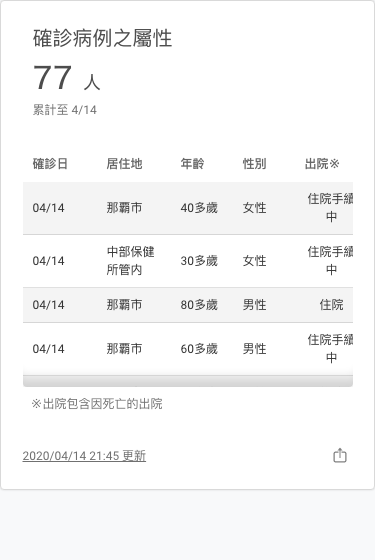 確診病例之屬性
77 人
累計至 4/14
確診日 居住地 年齡 性別 出院※
04/14 那覇市 40多歲 女性 住院手續
中
04/14 中部保健 30多歲 女性 住院手續
所管内 中
04/14 那覇市 80多歲 男性 住院
04/14 那覇市 60多歲 男性 住院手續
中
※出院包含因死亡的出院
2020/04/14 21:45 更新